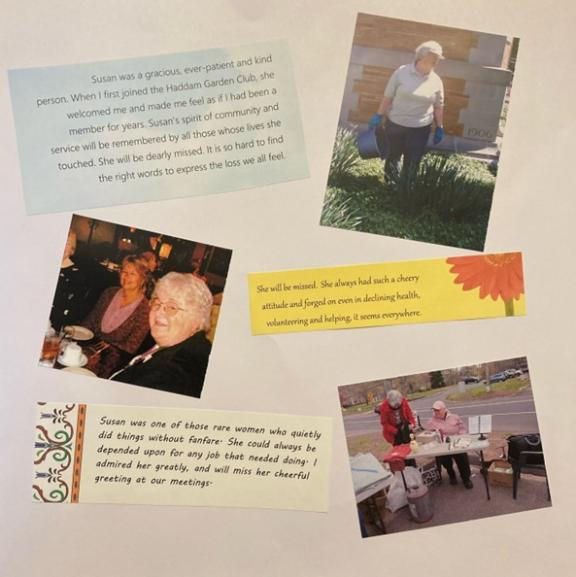 Susan was a gracious, ever-patient and kind
person. When I first joined the Haddam Garden Club, she
welcomed me and made me feel as if I had been a
member for years. Susan's spirit of community and
service will be remembered by all those whose lives she
touched. She will be dearly missed. It is so hard to find
the right words to express the loss we all feel.
1906
She will be missed. She always had such a cheery
attitude and forged on even in declining health,
volunteering and helping, it seems everywhere.
Susan was one of those rare women who quietly
did things without fanfare. She could always be
depended upon for any job that needed doing. I
admired her greatly, and will miss her cheerful
greeting at our meetings.